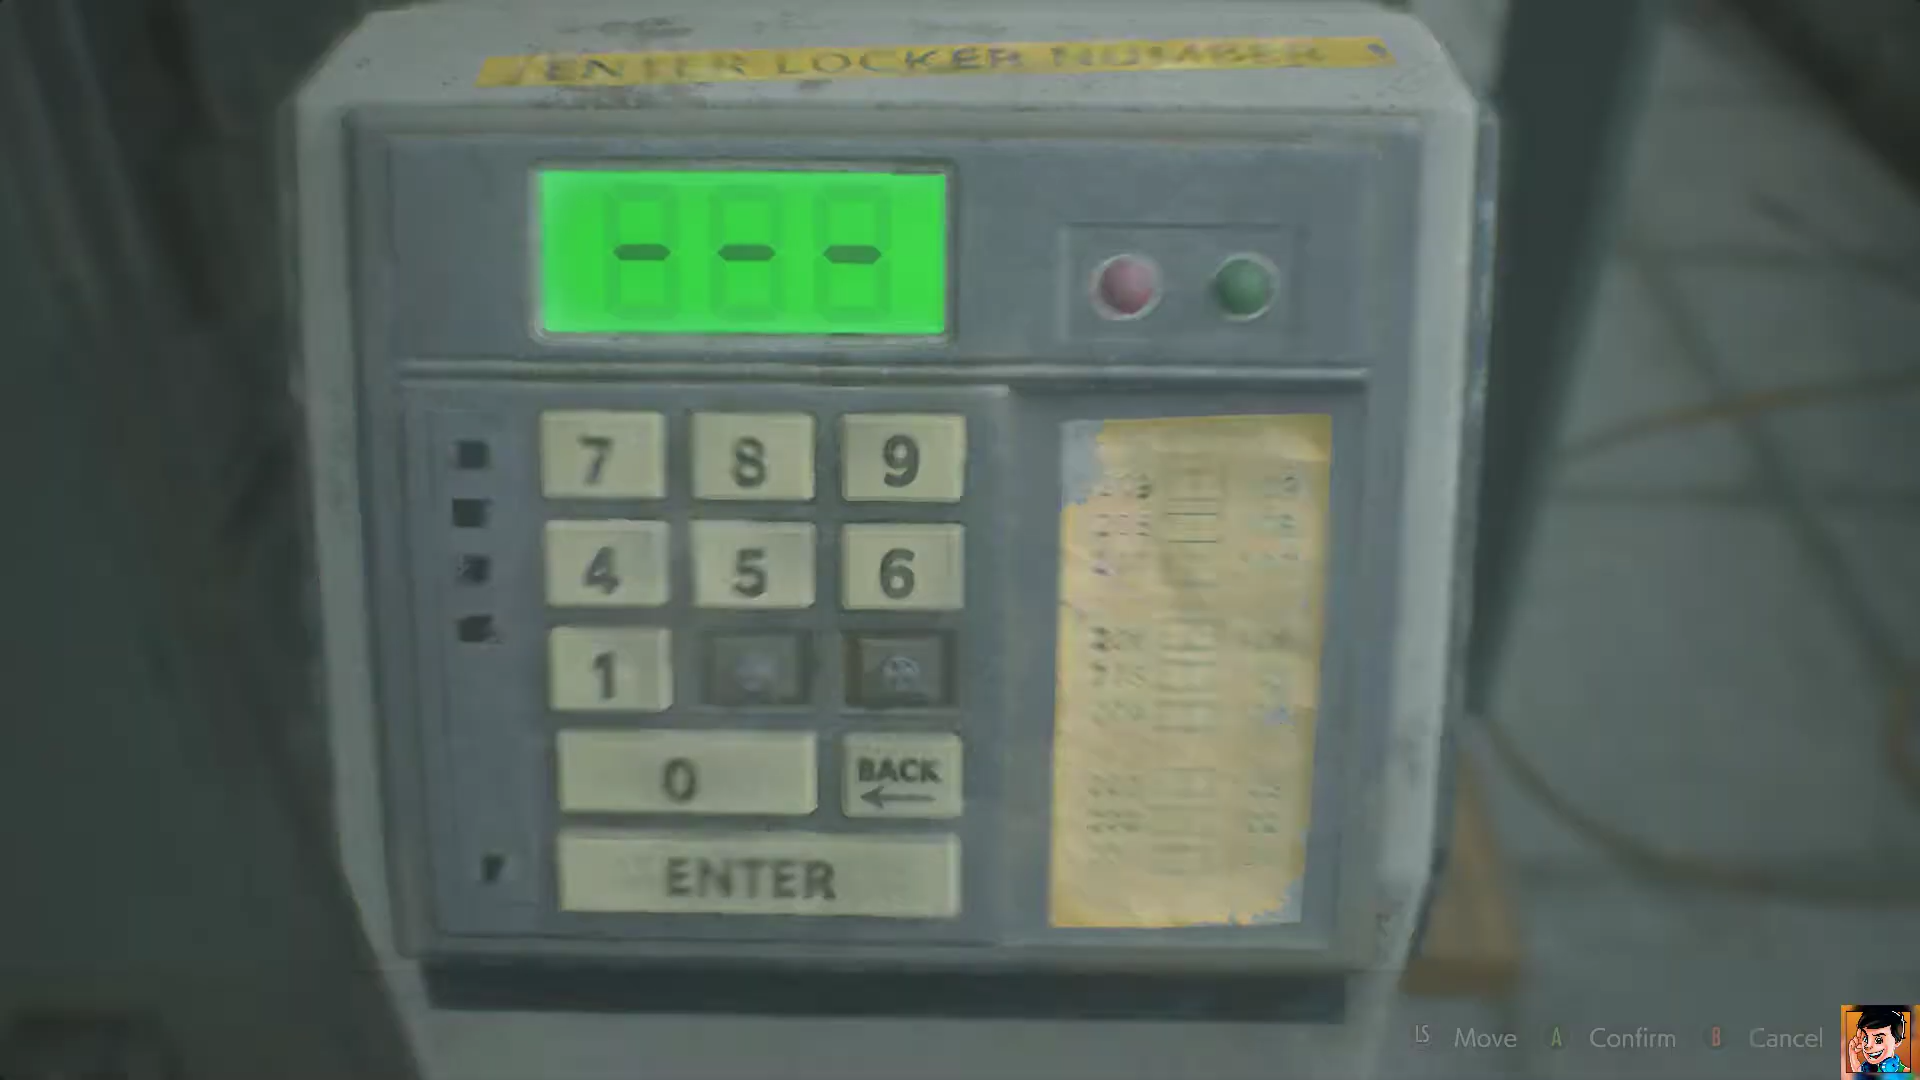 ENTER LOCKER NUMBER
- - -
7 8 9
4 5 6
1
0 BACK
ENTER
LS Move A Confirm B Cancel